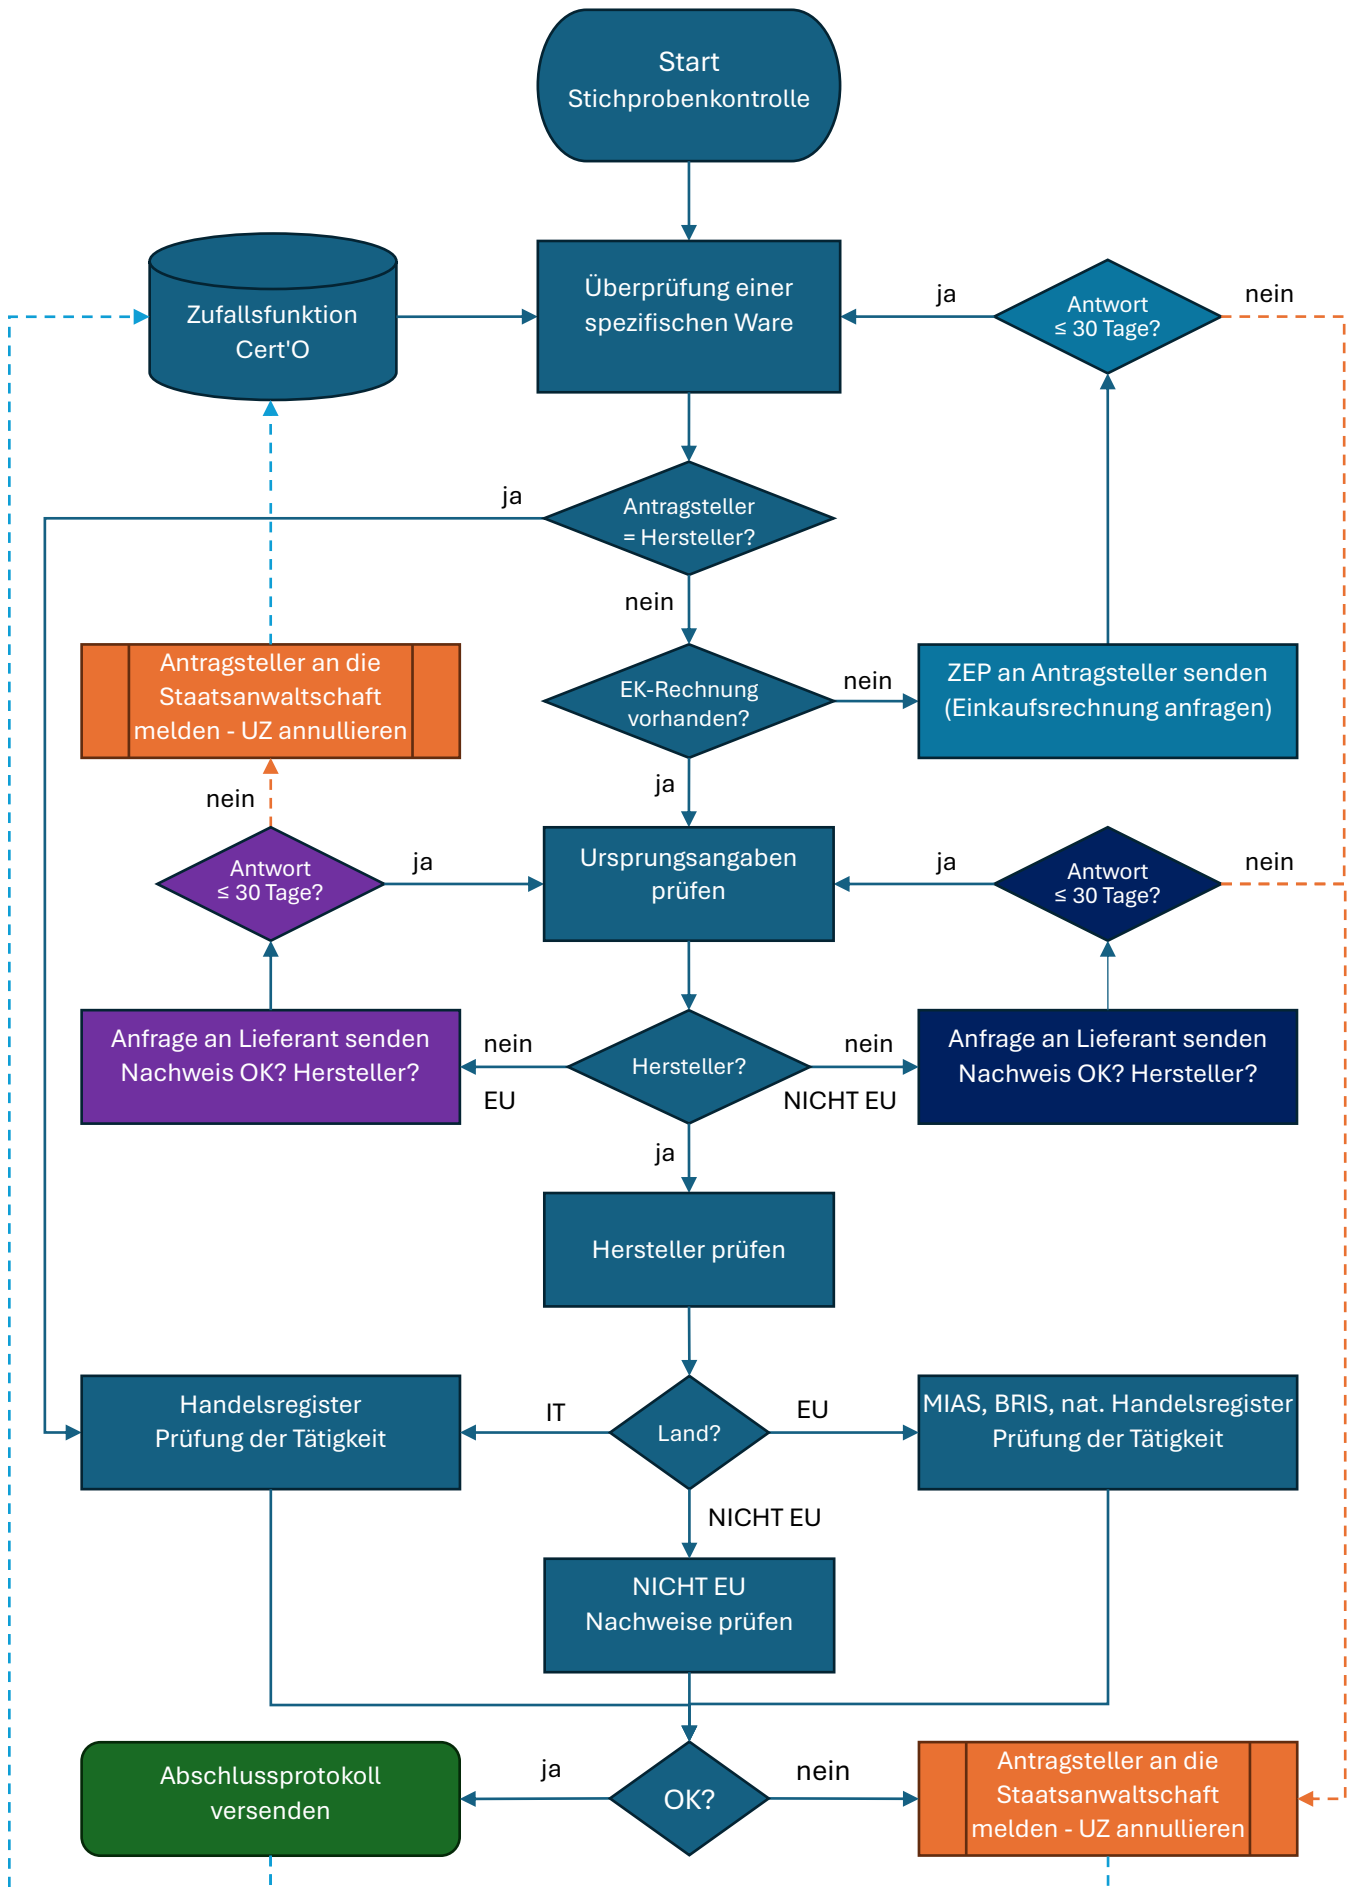 Start
Stichprobenkontrolle
Zufallsfunktion
Cert'O
Überprüfung einer
spezifischen Ware
ja
Antwort
≤ 30 Tage?
nein
ja
Antragsteller
= Hersteller?
nein
Antragsteller an die
Staatsanwaltschaft
melden - UZ annullieren
EK-Rechnung
vorhanden?
nein
ZEP an Antragsteller senden
(Einkaufsrechnung anfragen)
nein
ja
Antwort
≤ 30 Tage?
ja
Ursprungsangaben
prüfen
ja
Antwort
≤ 30 Tage?
nein
Anfrage an Lieferant senden
Nachweis OK? Hersteller?
nein
EU
Hersteller?
nein
NICHT EU
Anfrage an Lieferant senden
Nachweis OK? Hersteller?
ja
Hersteller prüfen
Handelsregister
Prüfung der Tätigkeit
IT
Land?
EU
MIAS, BRIS, nat. Handelsregister
Prüfung der Tätigkeit
NICHT EU
NICHT EU
Nachweise prüfen
Abschlussprotokoll
versenden
ja
OK?
nein
Antragsteller an die
Staatsanwaltschaft
melden - UZ annullieren